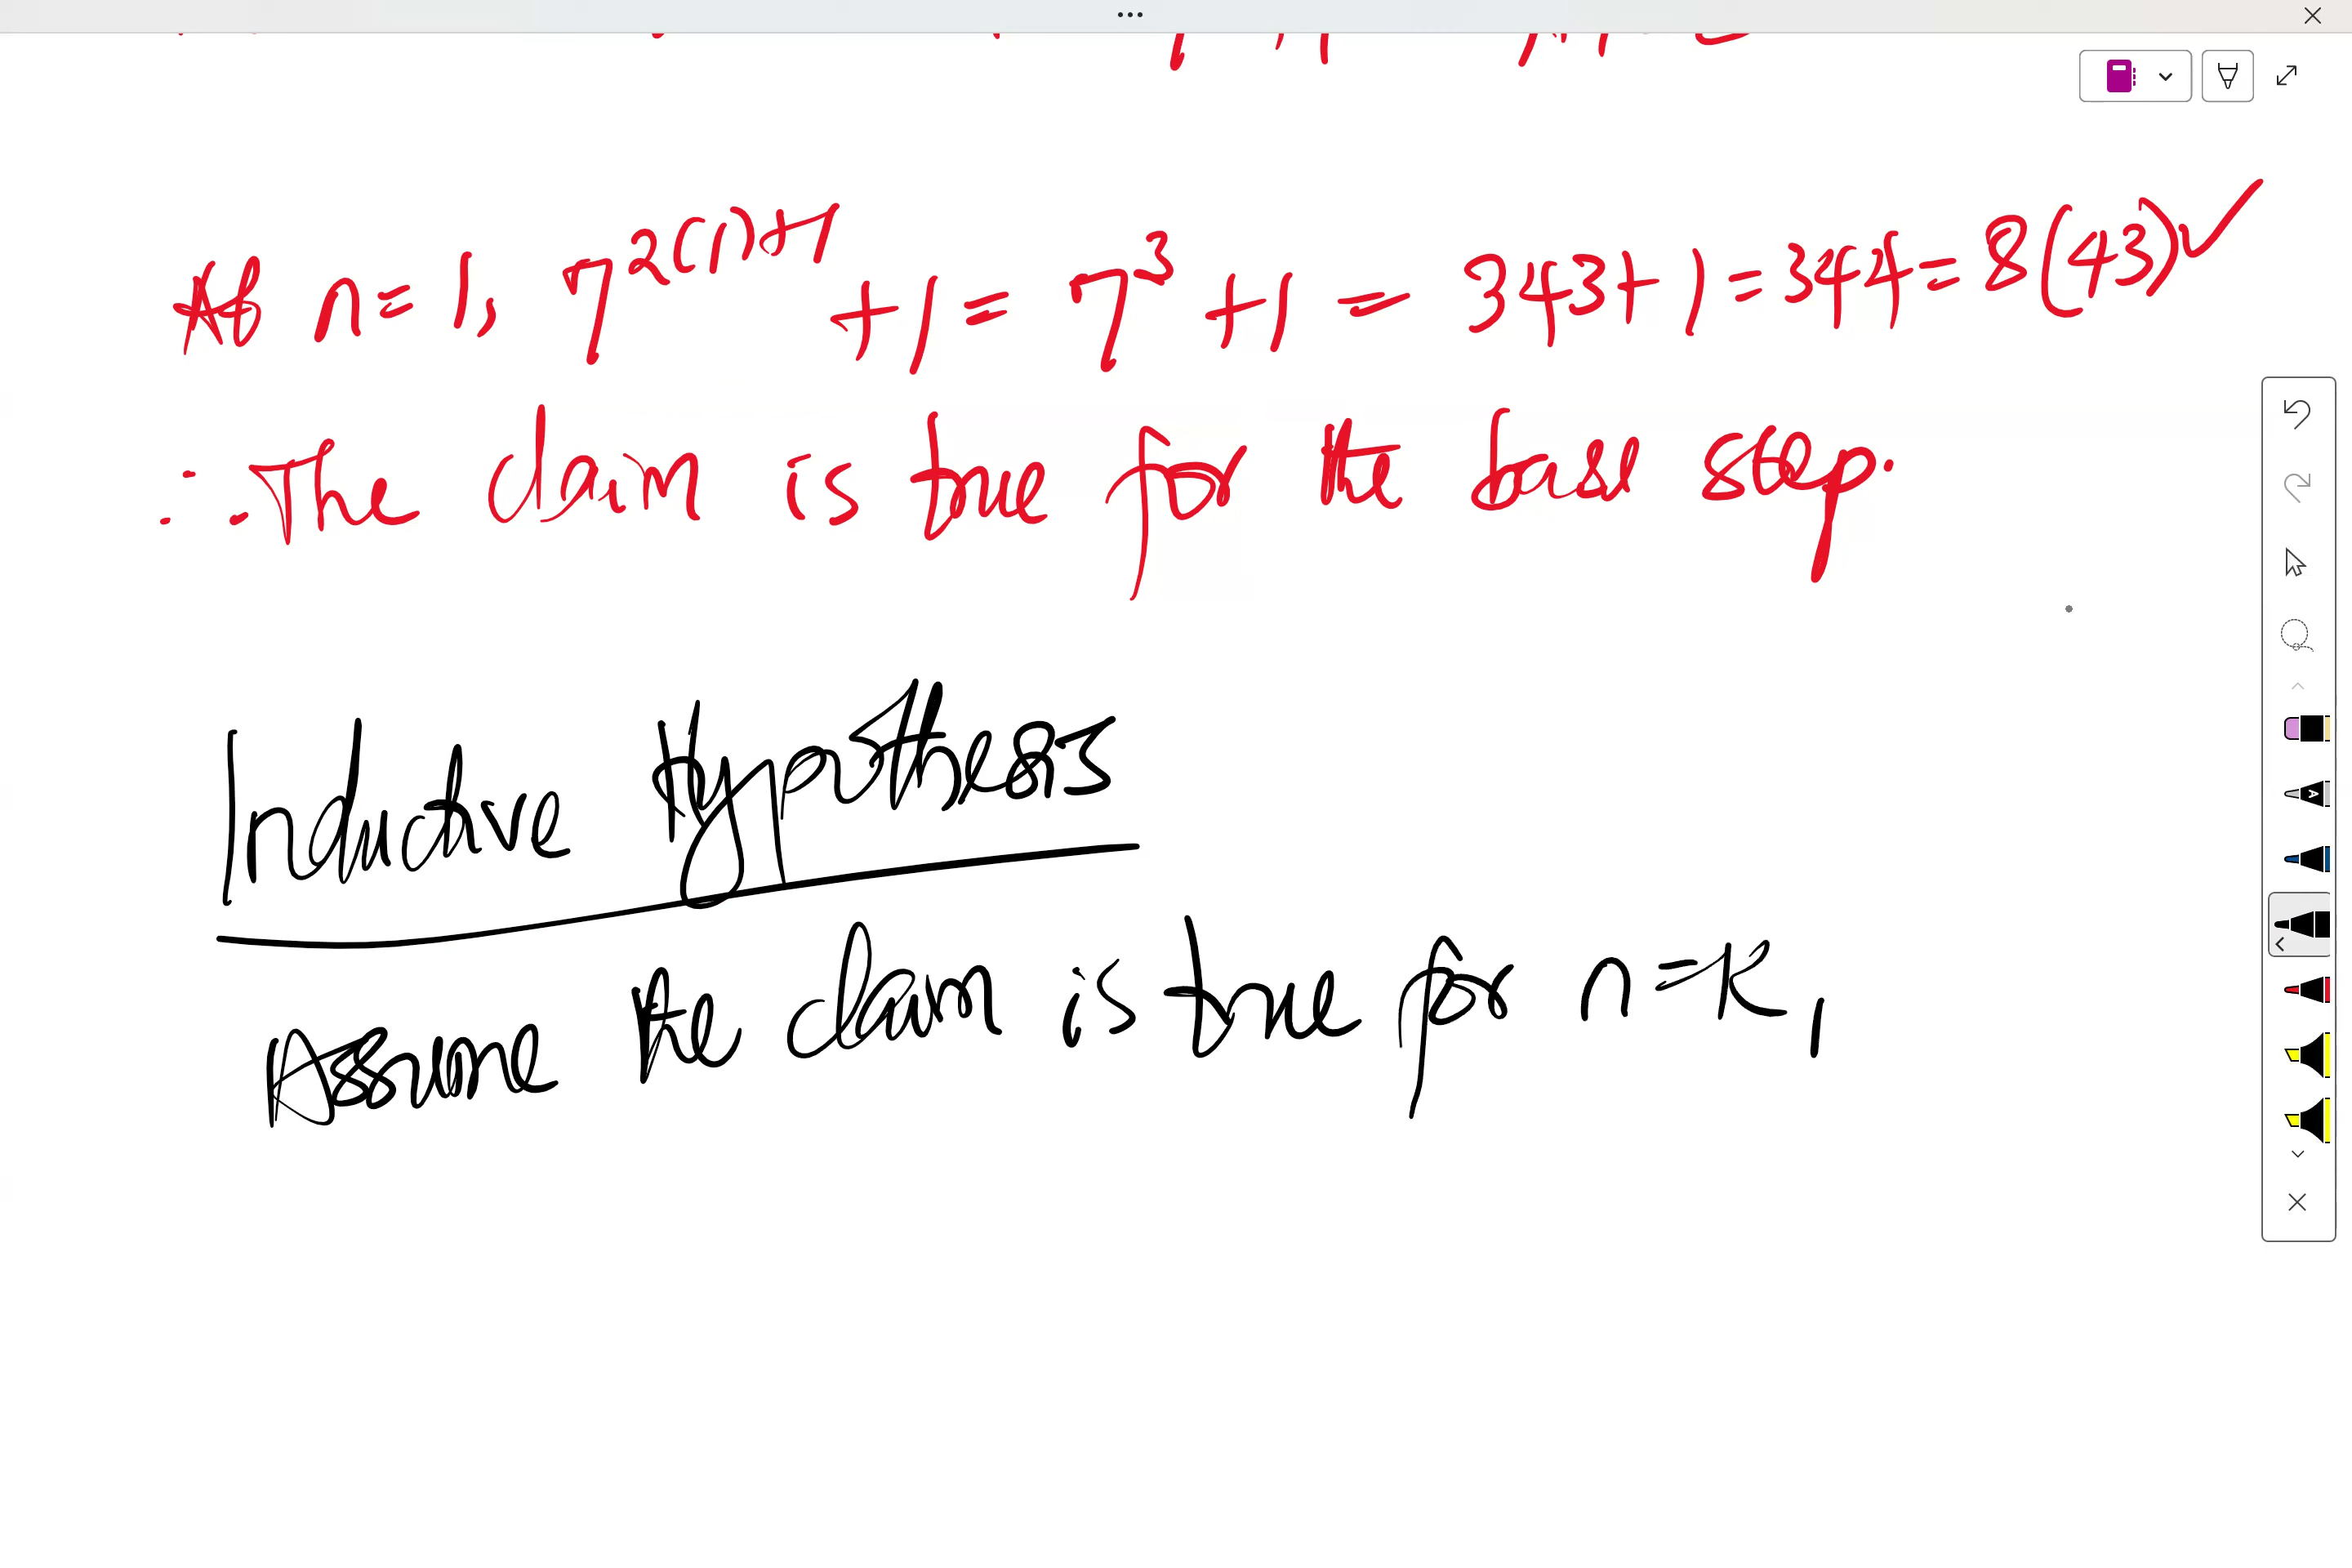 At n=1, 7^{2(1)+1} + 1 = 7^3 + 1 = 343+1 = 344 = 8(43) ✓
∴ The claim is true for the base step.
Inductive Hypothesis
Assume the claim is true for n=k,